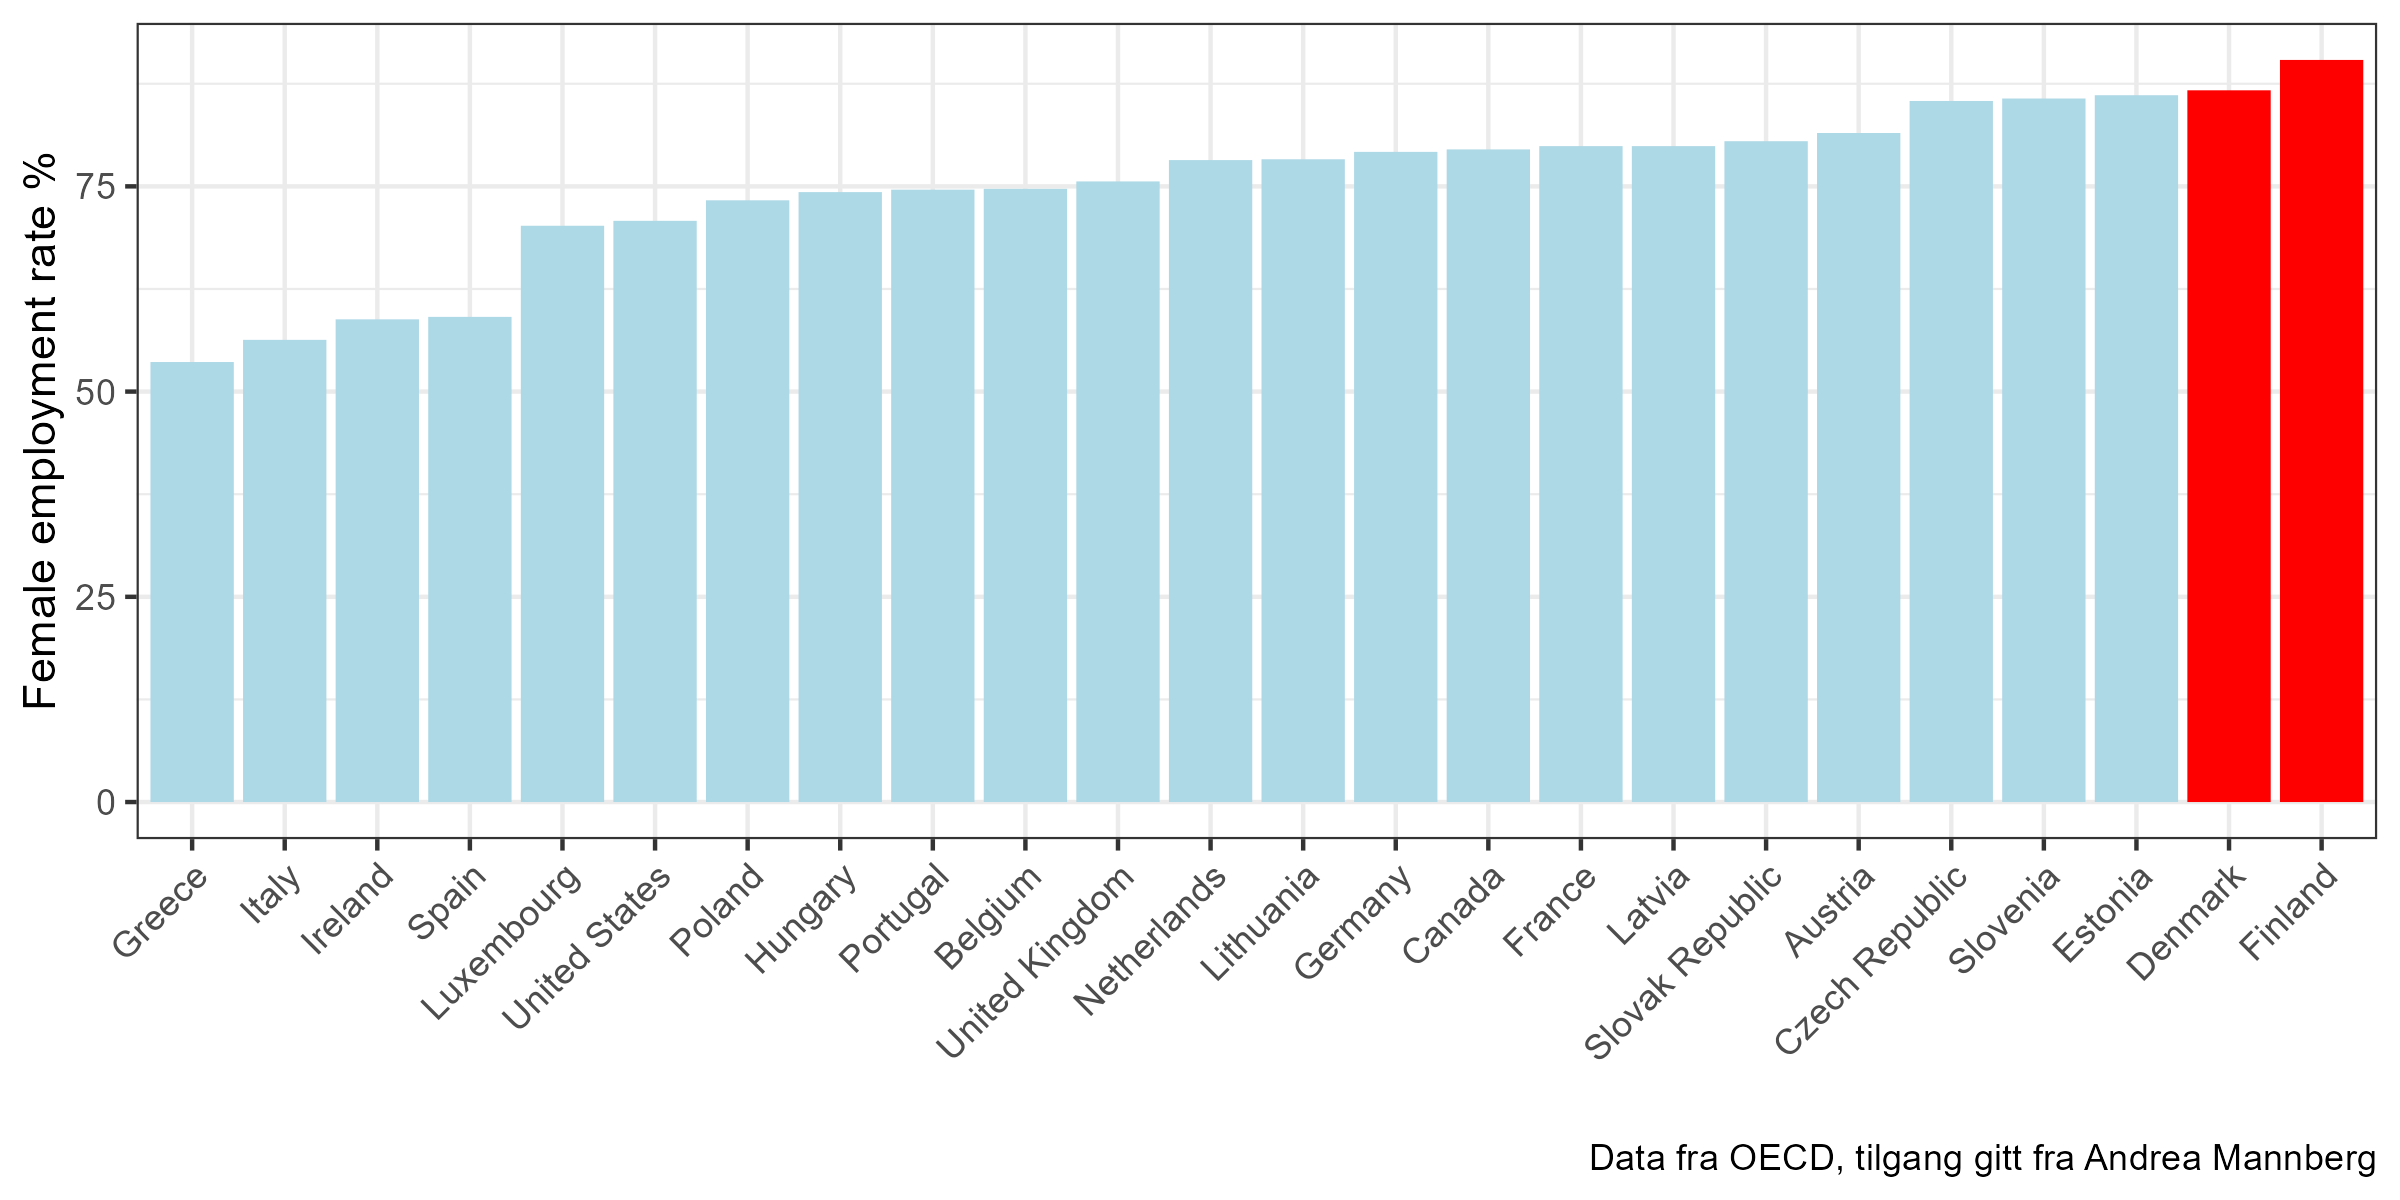 Female employment rate %
75
50
25
0
Greece
Italy
Ireland
Spain
Luxembourg
United States
Poland
Hungary
Portugal
Belgium
United Kingdom
Netherlands
Lithuania
Germany
Canada
France
Latvia
Slovak Republic
Austria
Czech Republic
Slovenia
Estonia
Denmark
Finland
Data fra OECD, tilgang gitt fra Andrea Mannberg